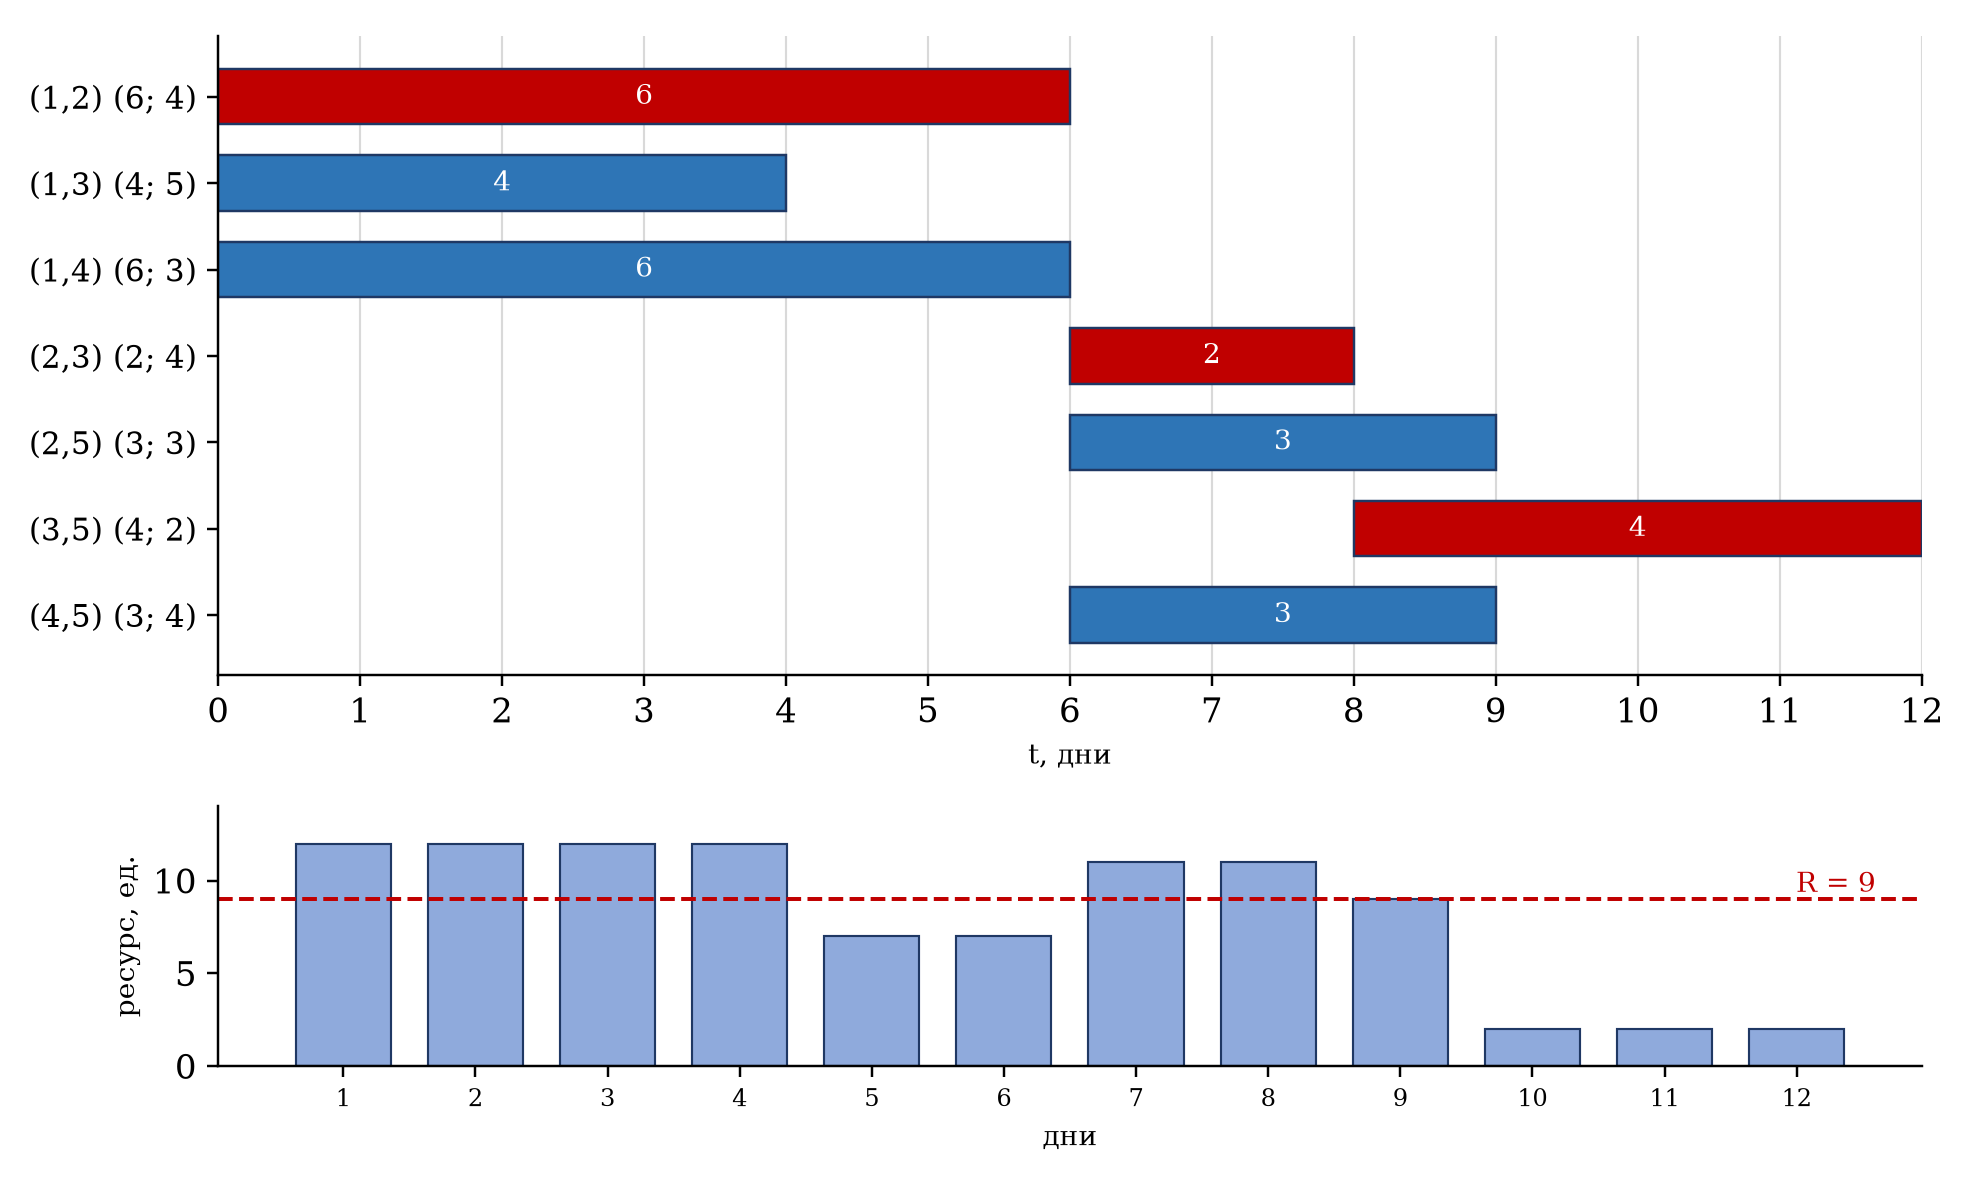 (1,2) (6; 4)
6
(1,3) (4; 5)
4
(1,4) (6; 3)
6
(2,3) (2; 4)
2
(2,5) (3; 3)
3
(3,5) (4; 2)
4
(4,5) (3; 4)
3
0 1 2 3 4 5 6 7 8 9 10 11 12
t, дни
ресурс, ед.
10
5
0
R = 9
1 2 3 4 5 6 7 8 9 10 11 12
дни